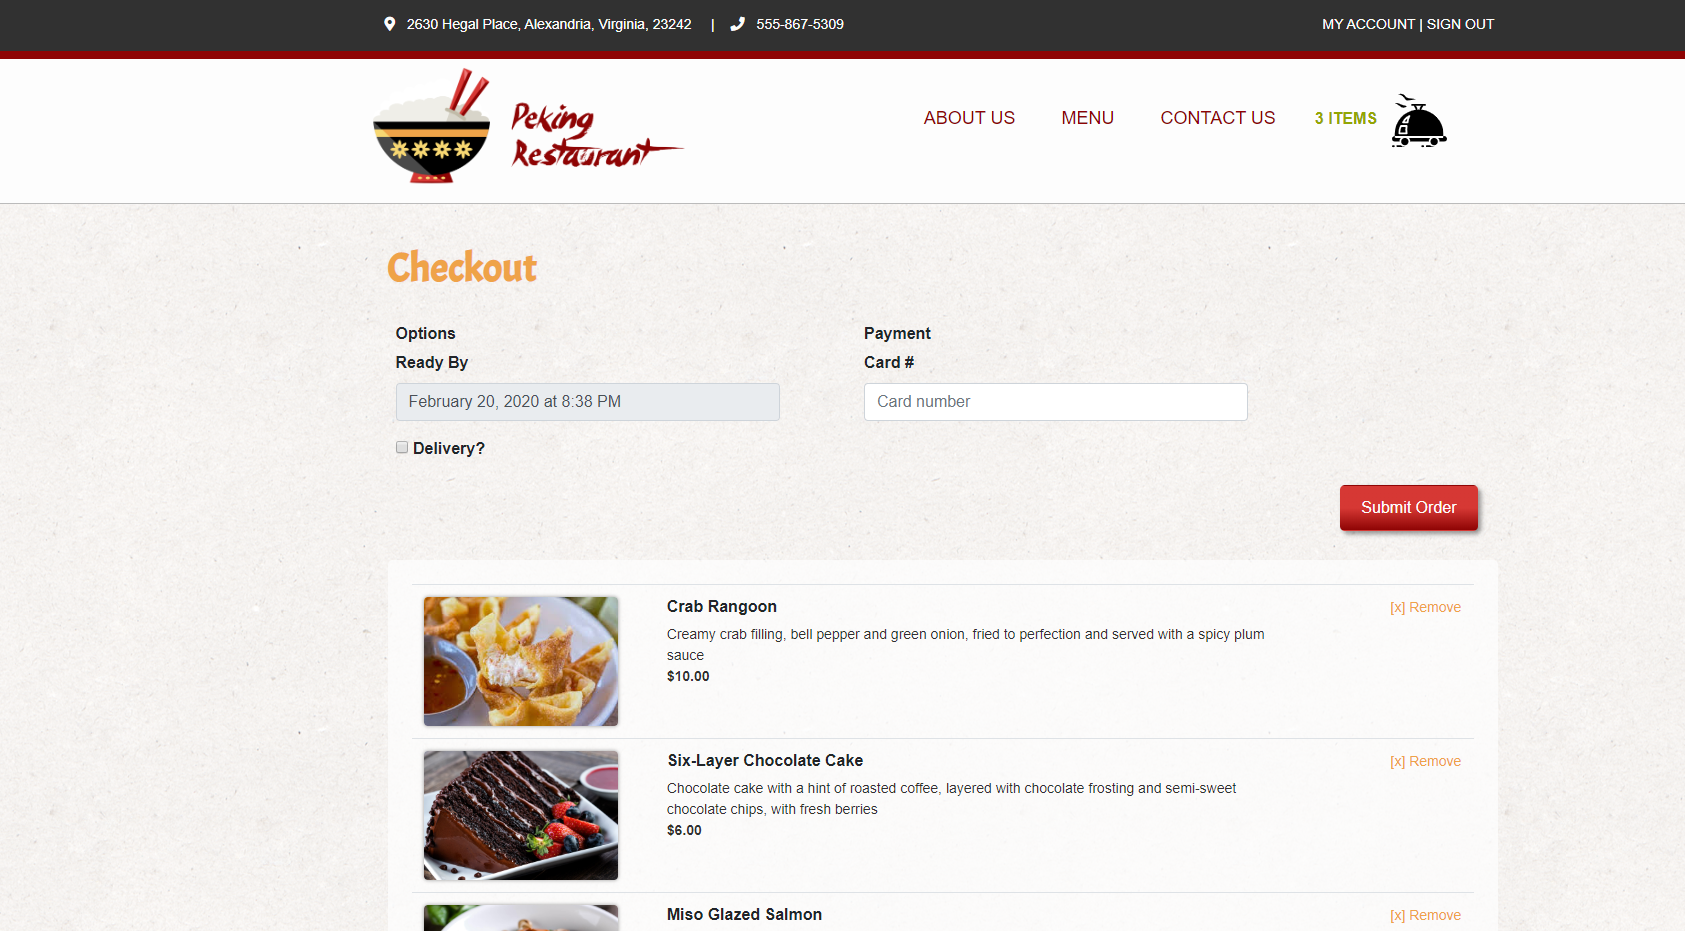 2630 Hegal Place, Alexandria, Virginia, 23242 | 555-867-5309
MY ACCOUNT | SIGN OUT
Peking
Restaurant
ABOUT US
MENU
CONTACT US
3 ITEMS
Checkout
Options
Ready By
February 20, 2020 at 8:38 PM
Delivery?
Payment
Card #
Card number
Submit Order
Crab Rangoon
[x] Remove
Creamy crab filling, bell pepper and green onion, fried to perfection and served with a spicy plum
sauce
$10.00
Six-Layer Chocolate Cake
[x] Remove
Chocolate cake with a hint of roasted coffee, layered with chocolate frosting and semi-sweet
chocolate chips, with fresh berries
$6.00
Miso Glazed Salmon
[x] Remove